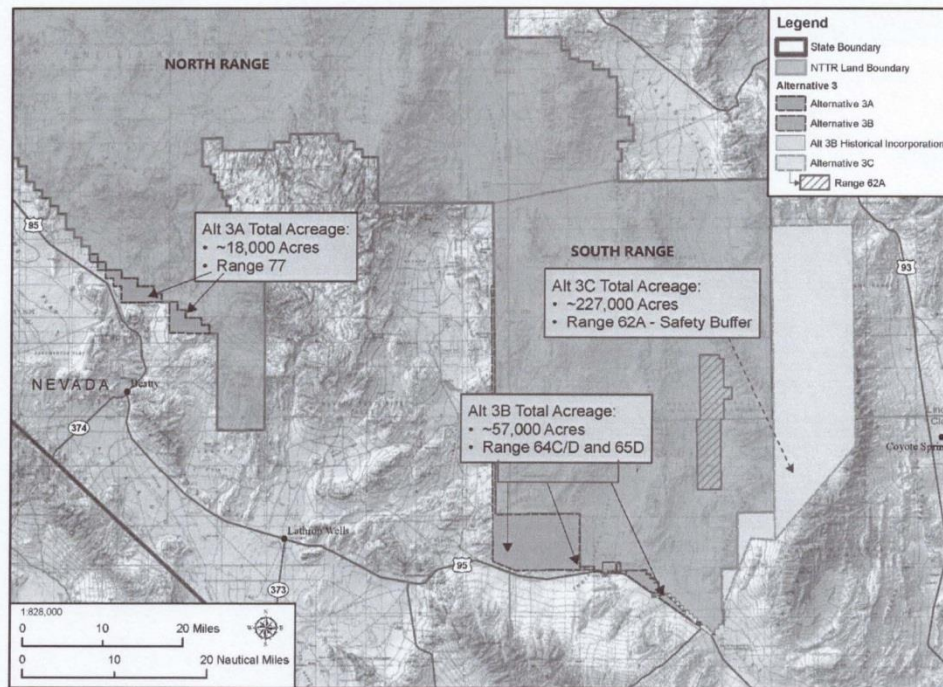 NORTH RANGE
Legend
State Boundary
NTTR Land Boundary
Alternative 3
Alternative 3A
Alternative 3B
Alt 3B Historical Incorporation
Alternative 3C
Range 62A
95
Alt 3A Total Acreage:
• ~18,000 Acres
• Range 77
SOUTH RANGE
93
Alt 3C Total Acreage:
• ~227,000 Acres
• Range 62A - Safety Buffer
NEVADA
Beatty
374
Alt 3B Total Acreage:
• ~57,000 Acres
• Range 64C/D and 65D
Coyote Sprin
Lathrop Wells
95
373
1:628,000
0 10 20 Miles
0 10 20 Nautical Miles